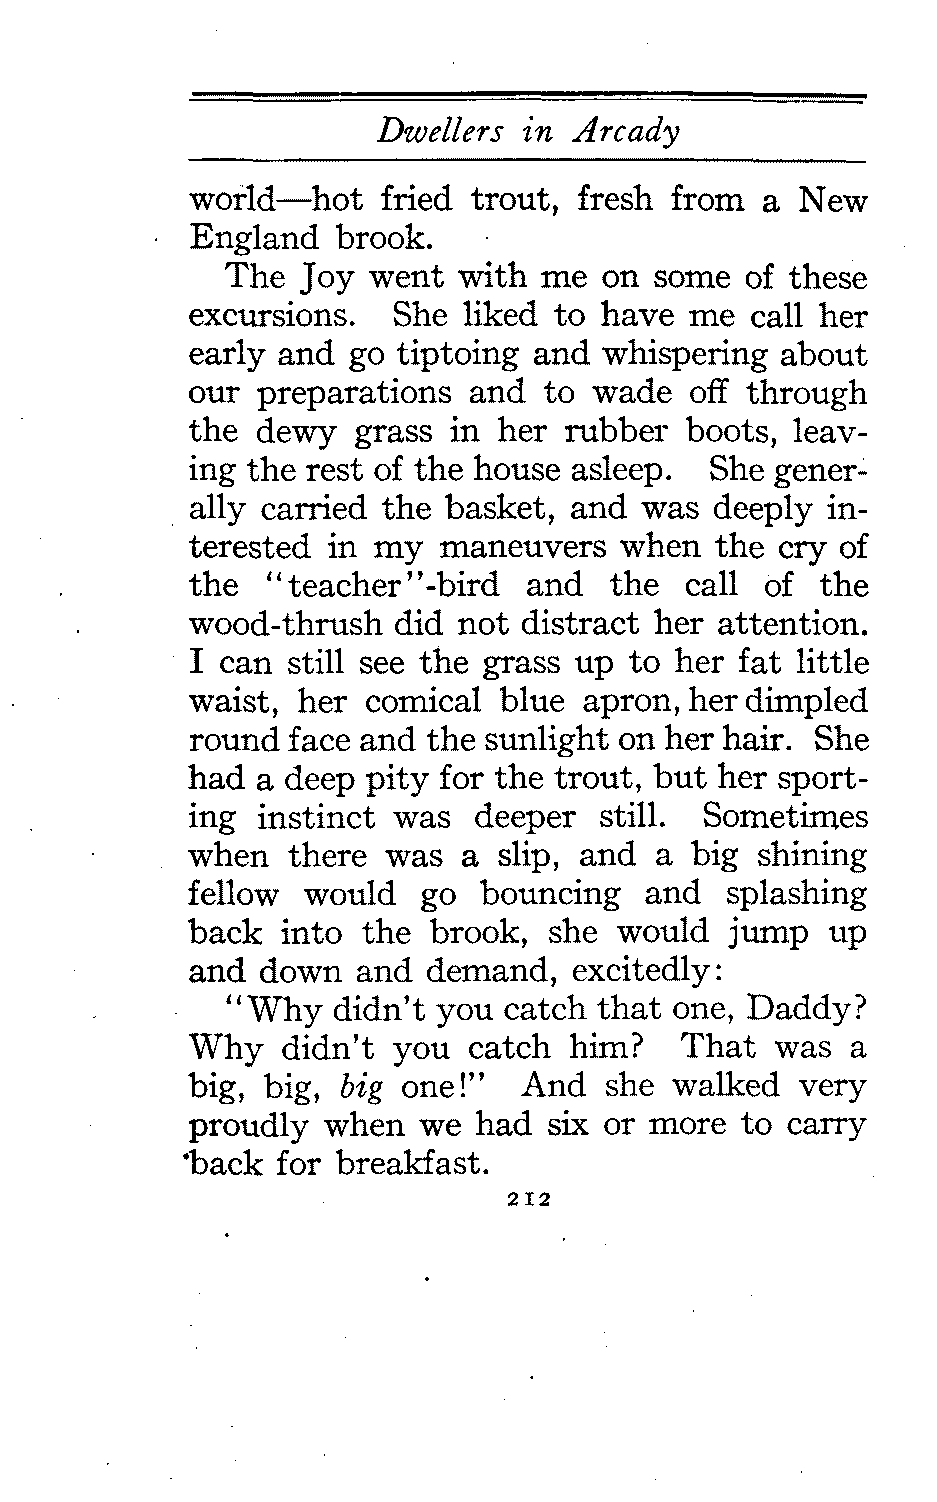 Dwellers in Arcady
world—hot fried trout, fresh from a New
England brook.
The Joy went with me on some of these
excursions. She liked to have me call her
early and go tiptoing and whispering about
our preparations and to wade off through
the dewy grass in her rubber boots, leav-
ing the rest of the house asleep. She gener-
ally carried the basket, and was deeply in-
terested in my maneuvers when the cry of
the "teacher"-bird and the call of the
wood-thrush did not distract her attention.
I can still see the grass up to her fat little
waist, her comical blue apron, her dimpled
round face and the sunlight on her hair. She
had a deep pity for the trout, but her sport-
ing instinct was deeper still. Sometimes
when there was a slip, and a big shining
fellow would go bouncing and splashing
back into the brook, she would jump up
and down and demand, excitedly:
"Why didn't you catch that one, Daddy?
Why didn't you catch him? That was a
big, big, big one!" And she walked very
proudly when we had six or more to carry
back for breakfast.
212